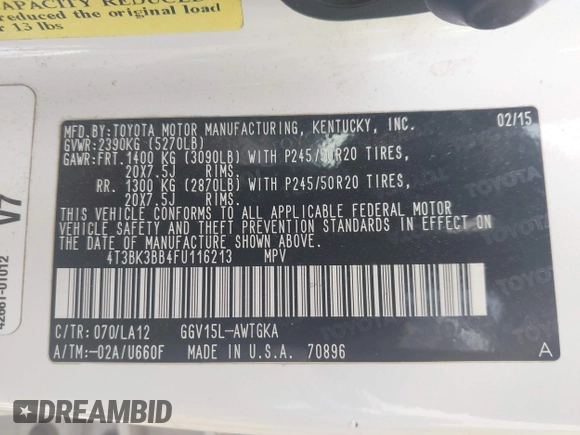 CAPACITY REDUCED
reduced the original load
r 13 lbs
MFD.BY:TOYOTA MOTOR MANUFACTURING, KENTUCKY, INC. 02/15
GVWR:2390KG (5270LB)
GAWR:FRT.1400 KG (3090LB) WITH P245/50R20 TIRES,
20X7.5J RIMS.
RR. 1300 KG (2870LB) WITH P245/50R20 TIRES,
20X7.5J RIMS.
THIS VEHICLE CONFORMS TO ALL APPLICABLE FEDERAL MOTOR
VEHICLE SAFETY AND THEFT PREVENTION STANDARDS IN EFFECT ON
THE DATE OF MANUFACTURE SHOWN ABOVE.
4T3BK3BB4FU116213 MPV
C/TR: 070/LA12 GGV15L-AWTGKA
A/TM:-02A/U660F MADE IN U.S.A. 70896 A
V7
42661-01012
DREAMBID